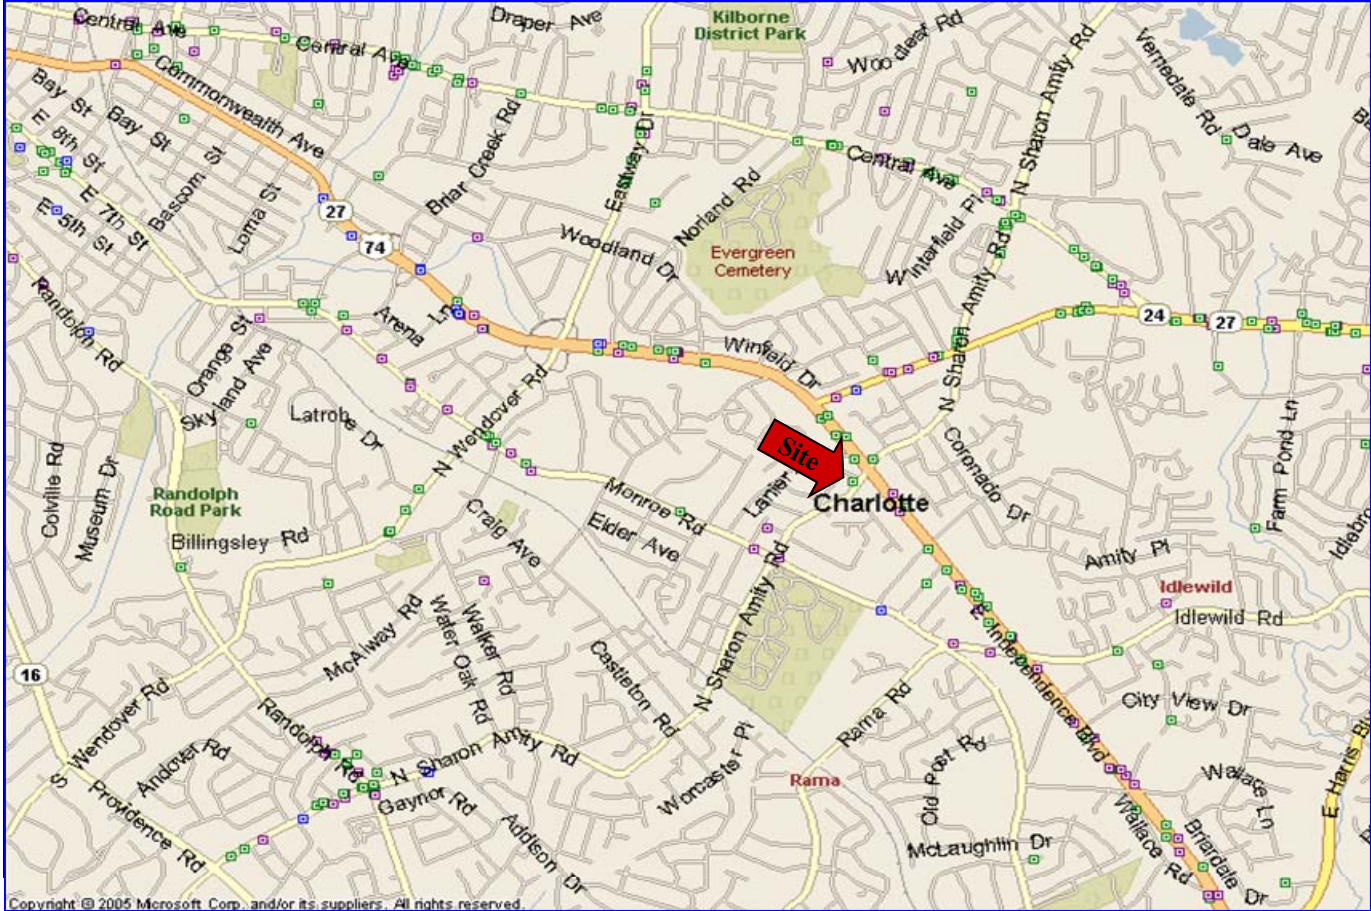 Central Ave
Draper Ave
Kilborne
District Park
Woodleaf Rd
N Sharon Amity Rd
Vernedale Rd
Central Ave
Commonwealth Ave
Bay St
Bay St
E 8th St
Bascom St
Briar Creek Rd
Eastway Dr
Central Ave
Dale Ave
E 7th St
E 5th St
Loma St
27
74
Woodland Dr
Norland Rd
Evergreen
Cemetery
Winterfield Pl
N Sharon Amity Rd
Randolph Rd
Arena Ln
24
27
Orange St
Skyland Ave
Winfield Dr
N Sharon Amity Rd
Latrobe Dr
N Wendover Rd
Site
Coronado Dr
Farm Pond Ln
Colville Rd
Museum Dr
Randolph
Road Park
Monroe Rd
Lanier
Charlotte
Billingsley Rd
Craig Ave
Elder Ave
Amity Pl
Idlewild
Idlewild Rd
McAlway Rd
Water Oak Rd
Walker Rd
N Sharon Amity Rd
E Independence Blvd
16
Castleton Rd
City View Dr
S Wendover Rd
Andover Rd
Randolph Rd
N Sharon Amity Rd
Rama Rd
Old Post Rd
Worcaster Pl
Rama
Wallace Ln
E Harris B
Providence Rd
Gaynor Rd
Addison Dr
McLaughlin Dr
Wallace Rd
Briardale Dr
Copyright © 2005 Microsoft Corp. and/or its suppliers. All rights reserved.